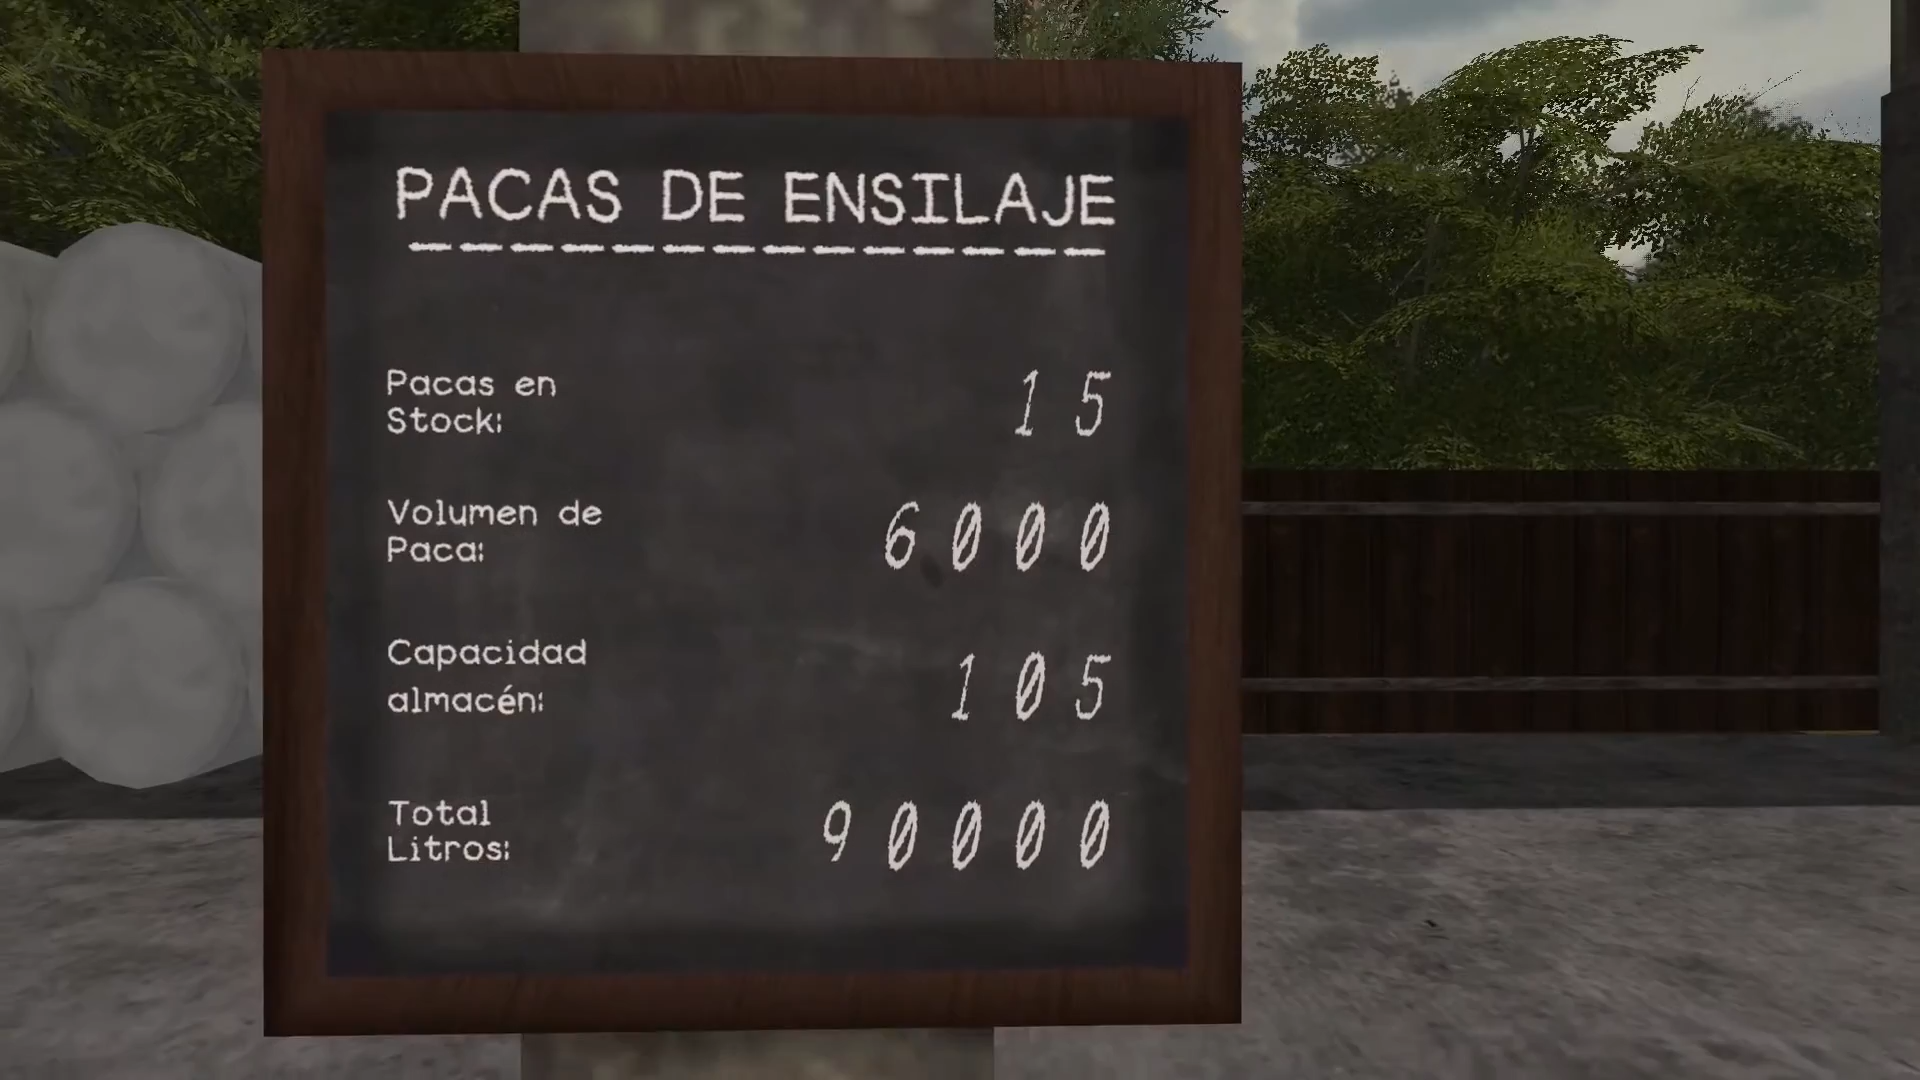 PACAS DE ENSILAJE
Pacas en
Stock: 15
Volumen de
Paca: 6000
Capacidad
almacén: 105
Total
Litros: 90000